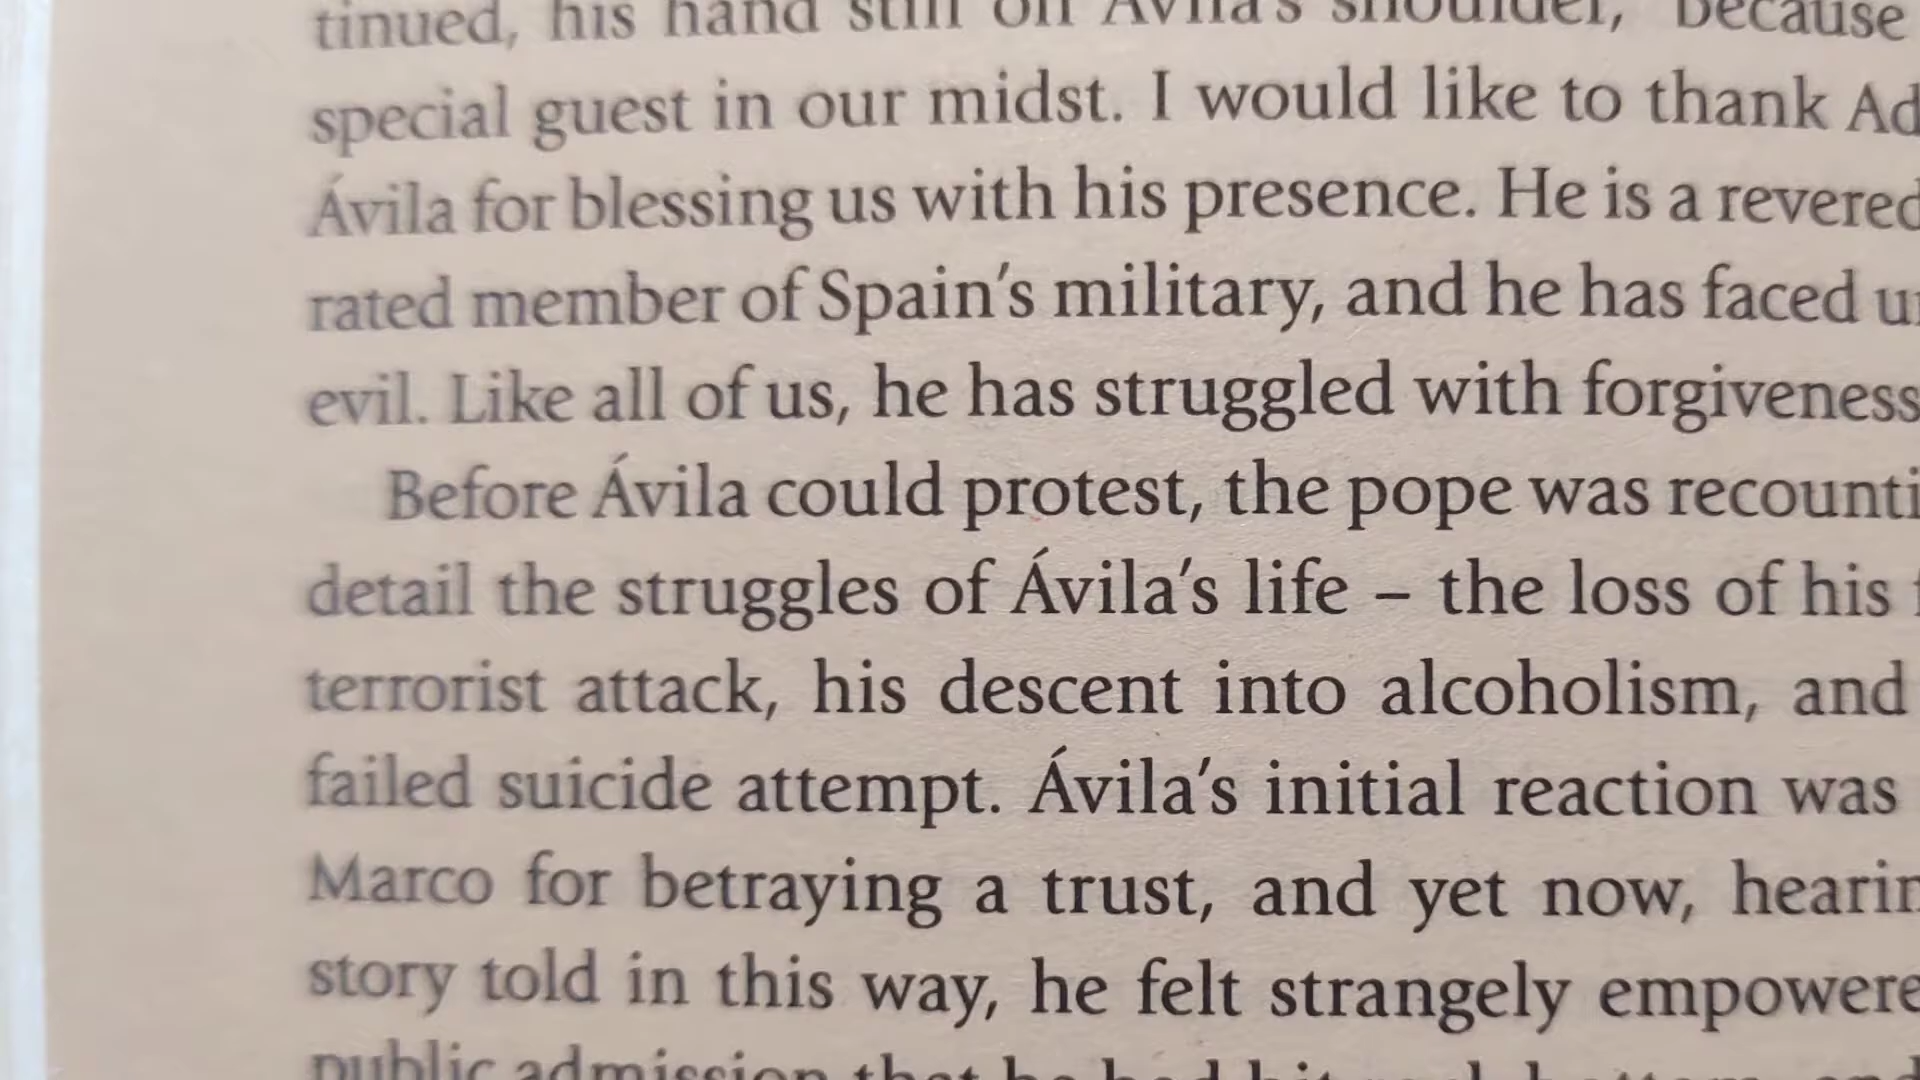 tinued, his hand still on Ávila's shoulder, 'because
special guest in our midst. I would like to thank Ad
Ávila for blessing us with his presence. He is a revered
rated member of Spain's military, and he has faced
evil. Like all of us, he has struggled with forgiveness
Before Ávila could protest, the pope was recounti
detail the struggles of Ávila's life – the loss of his
terrorist attack, his descent into alcoholism, and
failed suicide attempt. Ávila's initial reaction was
Marco for betraying a trust, and yet now, hearin
story told in this way, he felt strangely empowere
public admission that he had hit rock bottom, and